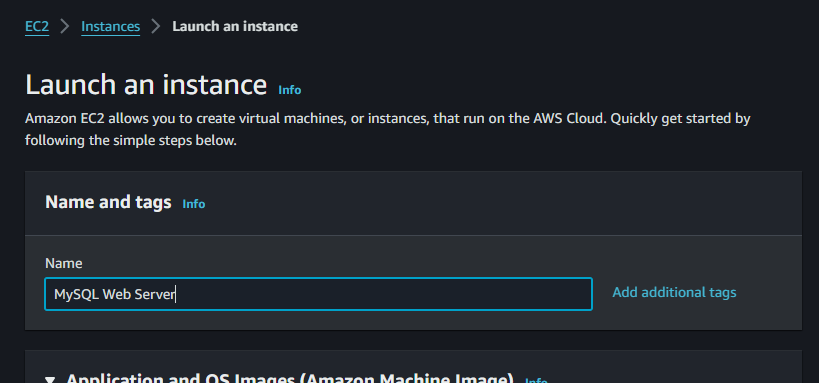 EC2 > Instances > Launch an instance
Launch an instance Info
Amazon EC2 allows you to create virtual machines, or instances, that run on the AWS Cloud. Quickly get started by
following the simple steps below.
Name and tags Info
Name
MySQL Web Server
Add additional tags
Application and OS Images (Amazon Machine Image) Info